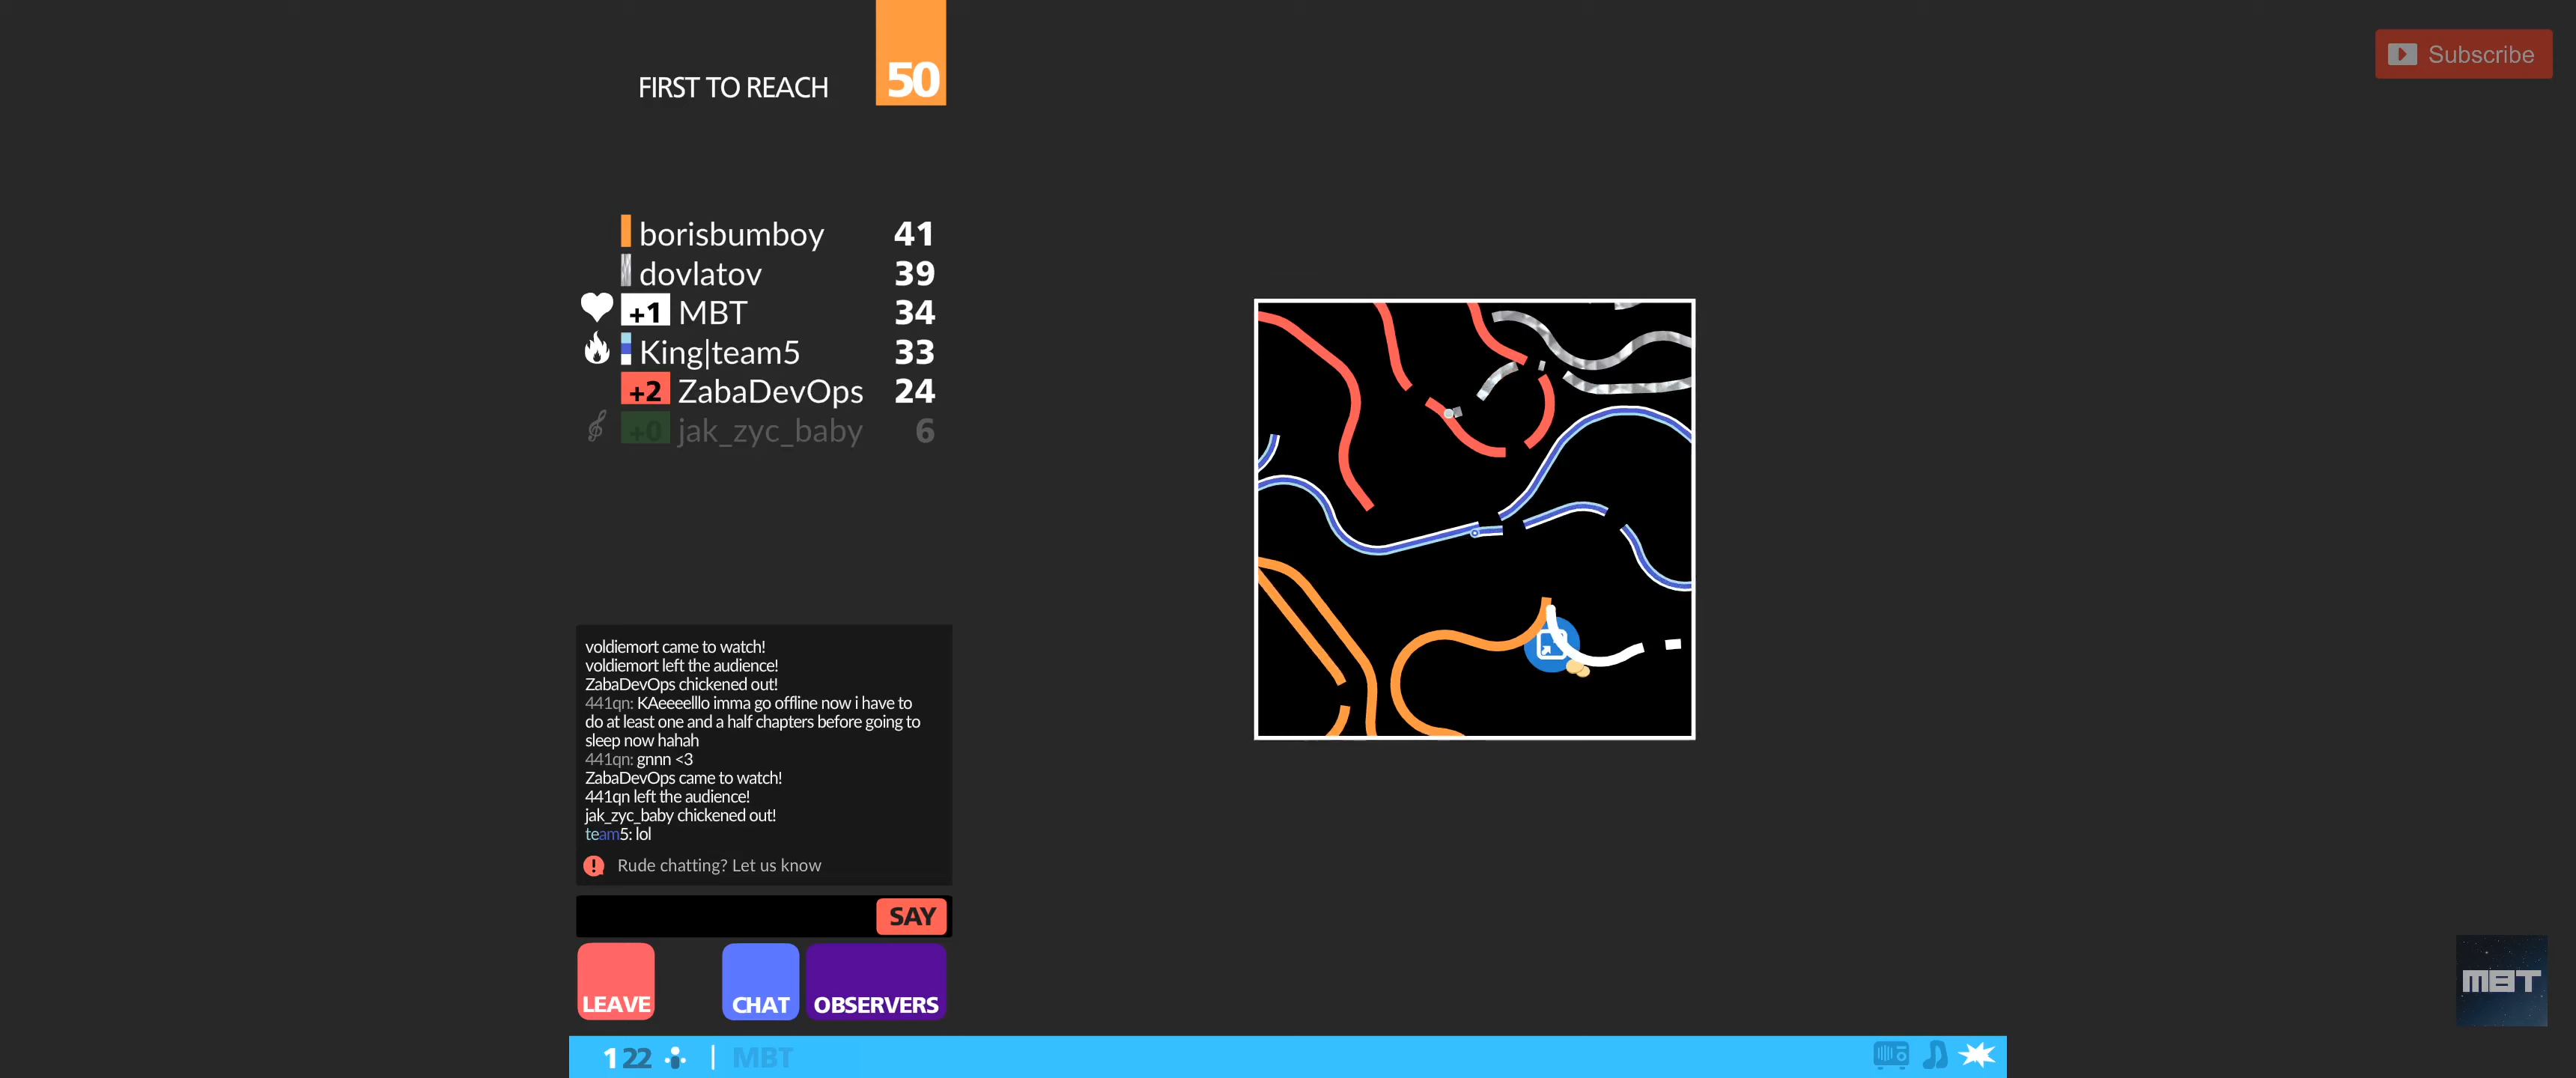 FIRST TO REACH 50
Subscribe
borisbumboy 41
dovlatov 39
+1 MBT 34
King|team5 33
+2 ZabaDevOps 24
+0 jak_zyc_baby 6
voldiemort came to watch!
voldiemort left the audience!
ZabaDevOps chickened out!
441qn: KAeeeelllo imma go offline now i have to
do at least one and a half chapters before going to
sleep now hahah
441qn: gnnn <3
ZabaDevOps came to watch!
441qn left the audience!
jak_zyc_baby chickened out!
team5: lol
Rude chatting? Let us know
SAY
LEAVE CHAT OBSERVERS
MBT
1 22 | MBT